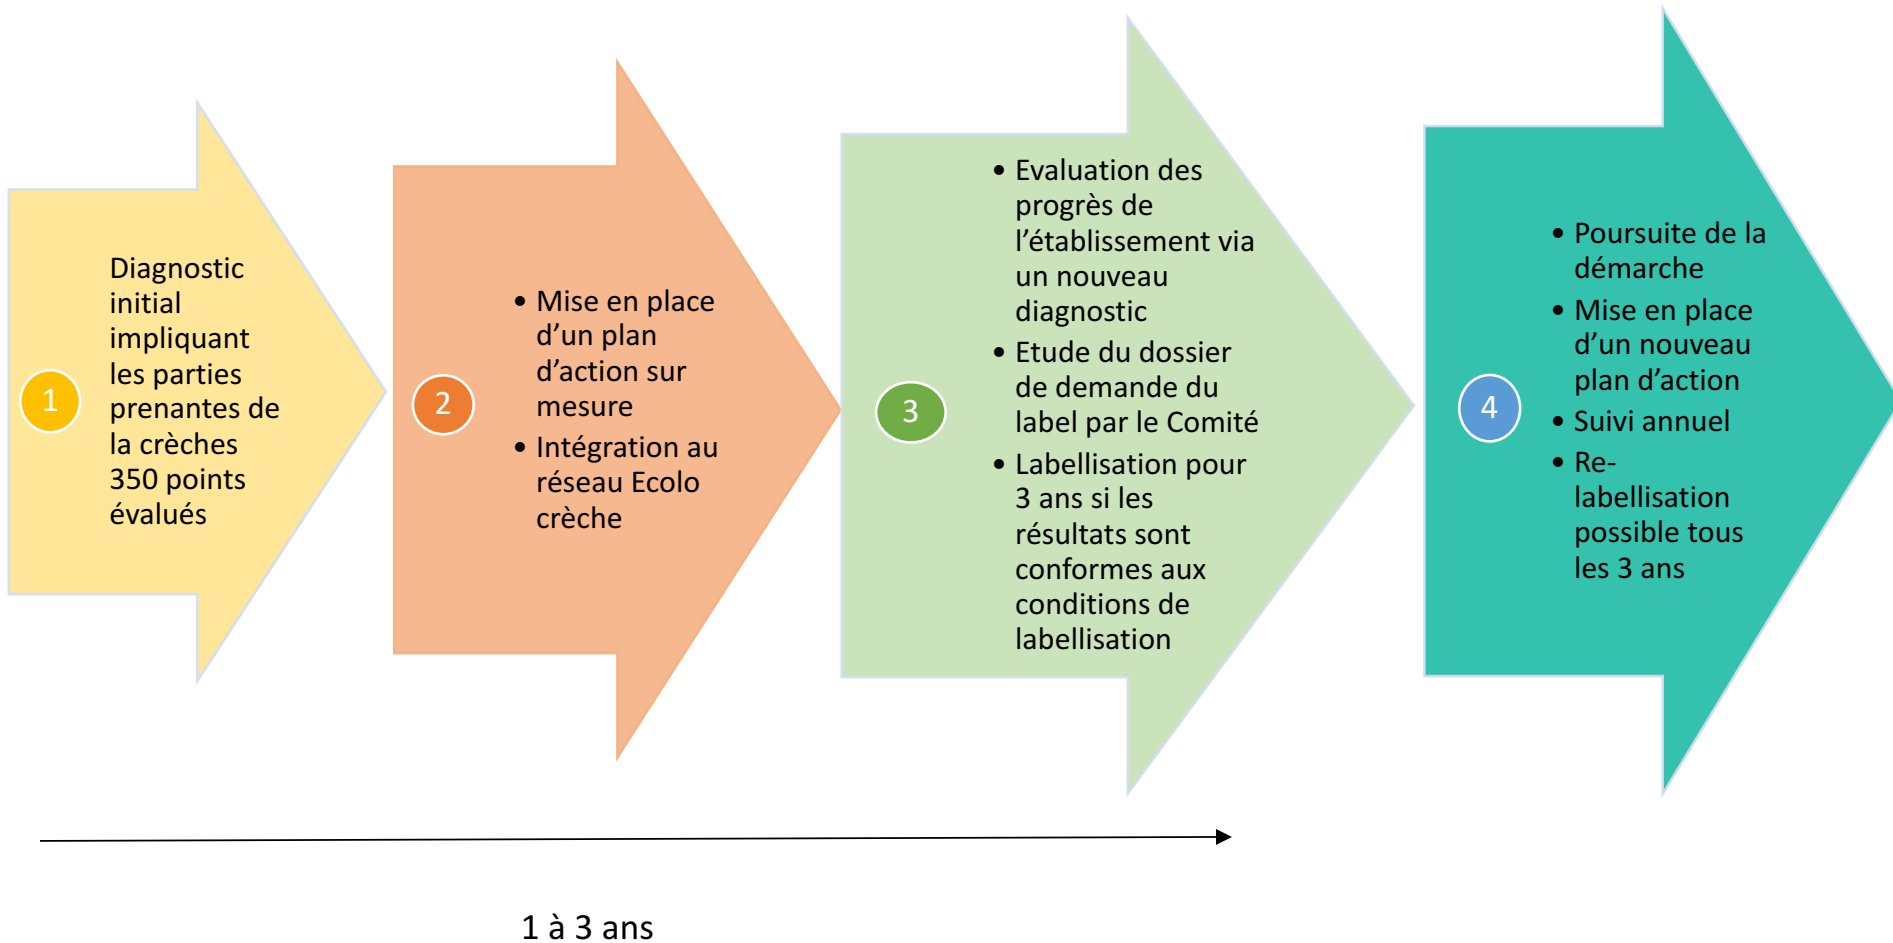 1
Diagnostic
initial
impliquant
les parties
prenantes de
la crèches
350 points
évalués
2
• Mise en place
d’un plan
d’action sur
mesure
• Intégration au
réseau Ecolo
crèche
3
• Evaluation des
progrès de
l’établissement via
un nouveau
diagnostic
• Etude du dossier
de demande du
label par le Comité
• Labellisation pour
3 ans si les
résultats sont
conformes aux
conditions de
labellisation
4
• Poursuite de la
démarche
• Mise en place
d’un nouveau
plan d’action
• Suivi annuel
• Re-
labellisation
possible tous
les 3 ans
1 à 3 ans